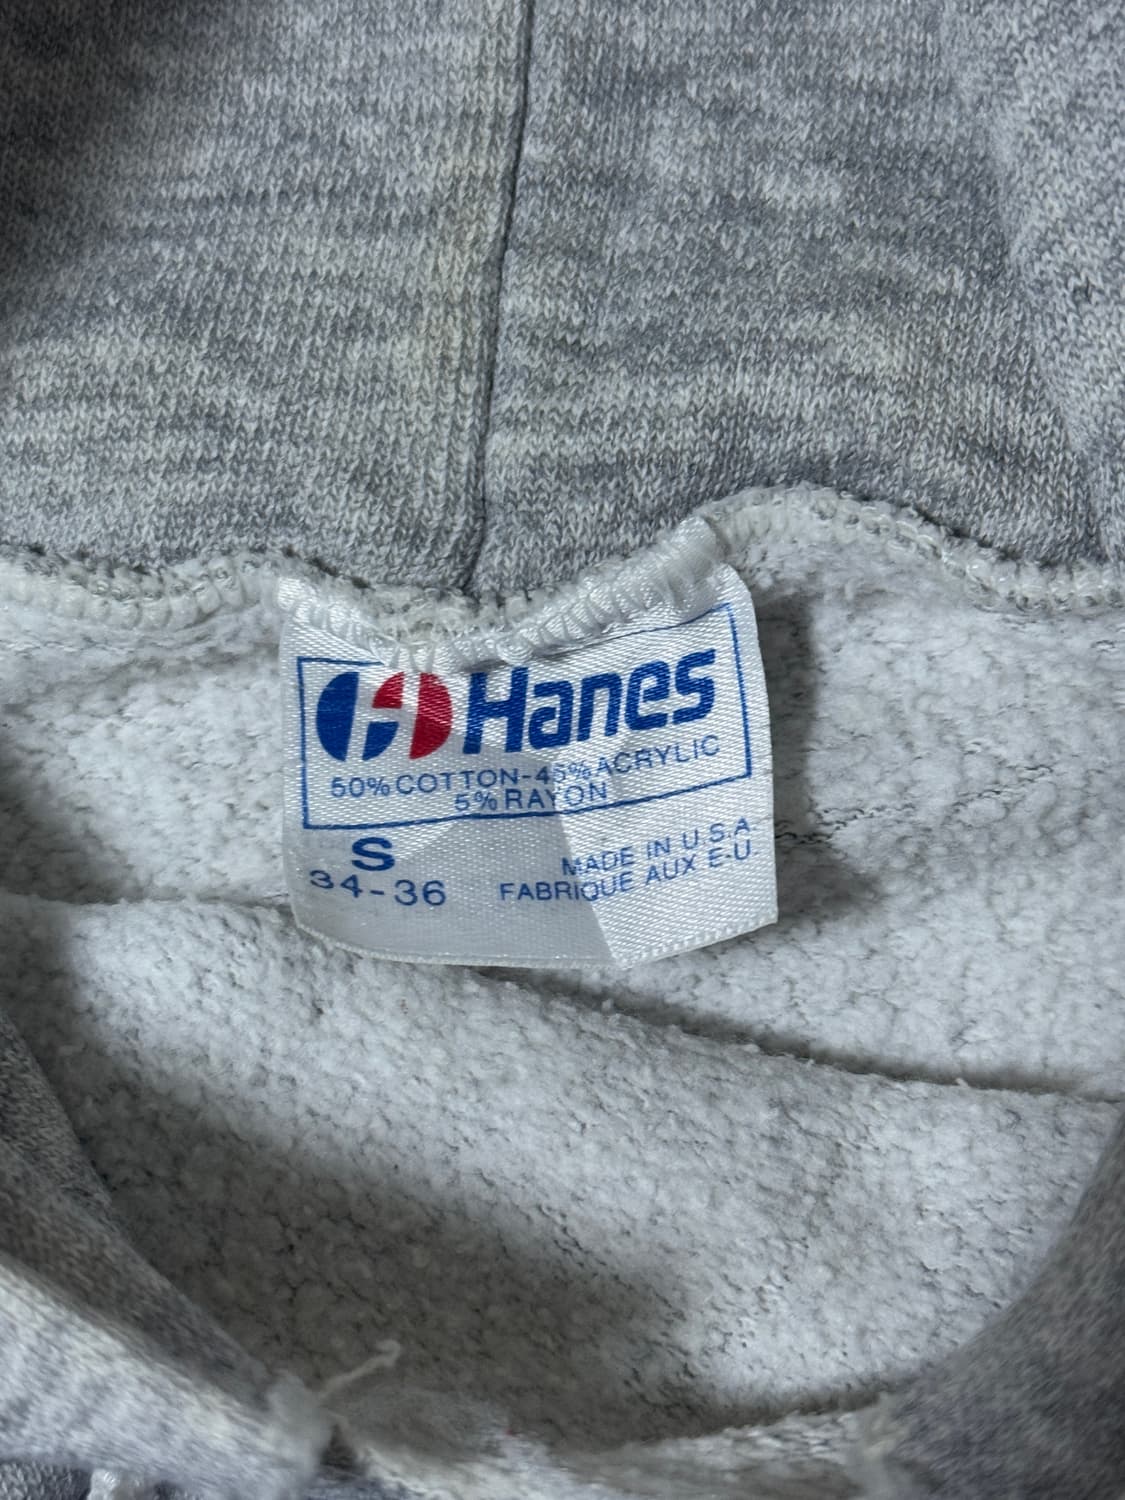 Hanes
50% COTTON-45% ACRYLIC
5% RAYON
S
34-36
MADE IN U.S.A.
FABRIQUE AUX E-U.